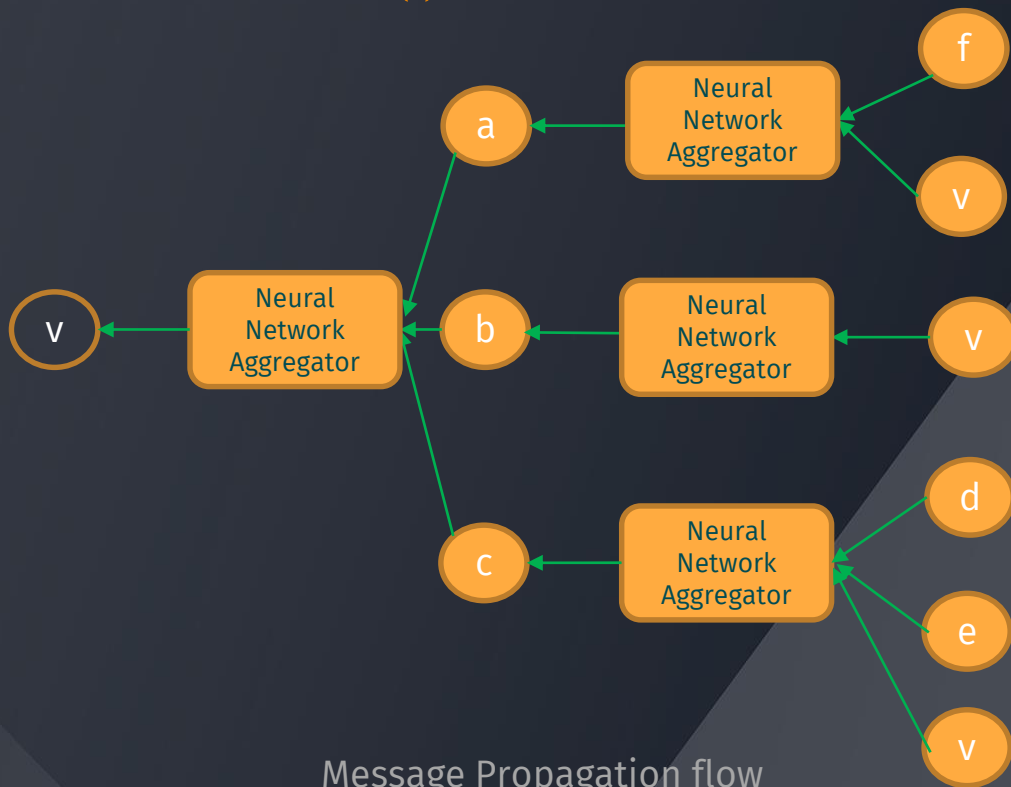 f
Neural
Network
Aggregator
a
v
Neural
Network
Aggregator
v
b
Neural
Network
Aggregator
v
d
Neural
Network
Aggregator
c
e
v
Message Propagation flow